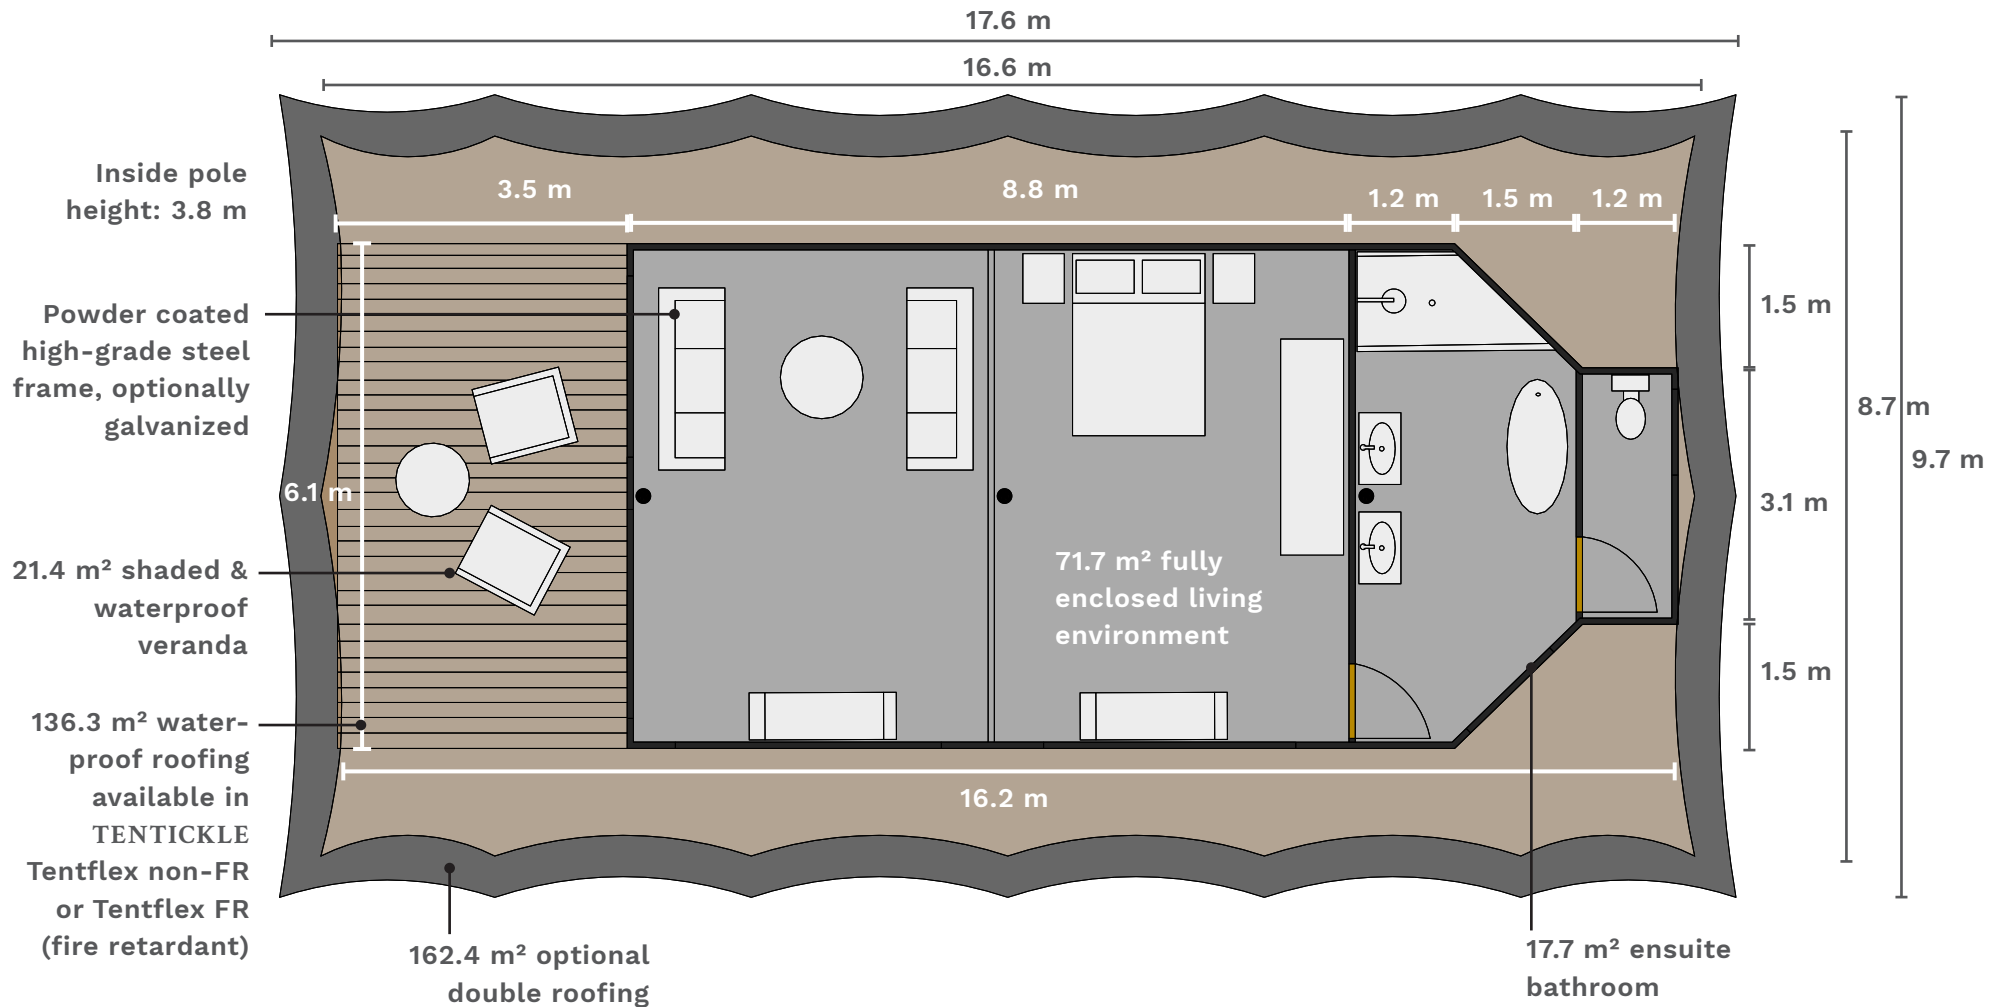 17.6 m
16.6 m
Inside pole
height: 3.8 m
3.5 m
8.8 m
1.2 m
1.5 m
1.2 m
Powder coated
high-grade steel
frame, optionally
galvanized
1.5 m
8.7 m
9.7 m
6.1 m
3.1 m
21.4 m² shaded &
waterproof
veranda
71.7 m² fully
enclosed living
environment
1.5 m
136.3 m² water-
proof roofing
available in
TENTICKLE
Tentflex non-FR
or Tentflex FR
(fire retardant)
16.2 m
162.4 m² optional
double roofing
17.7 m² ensuite
bathroom